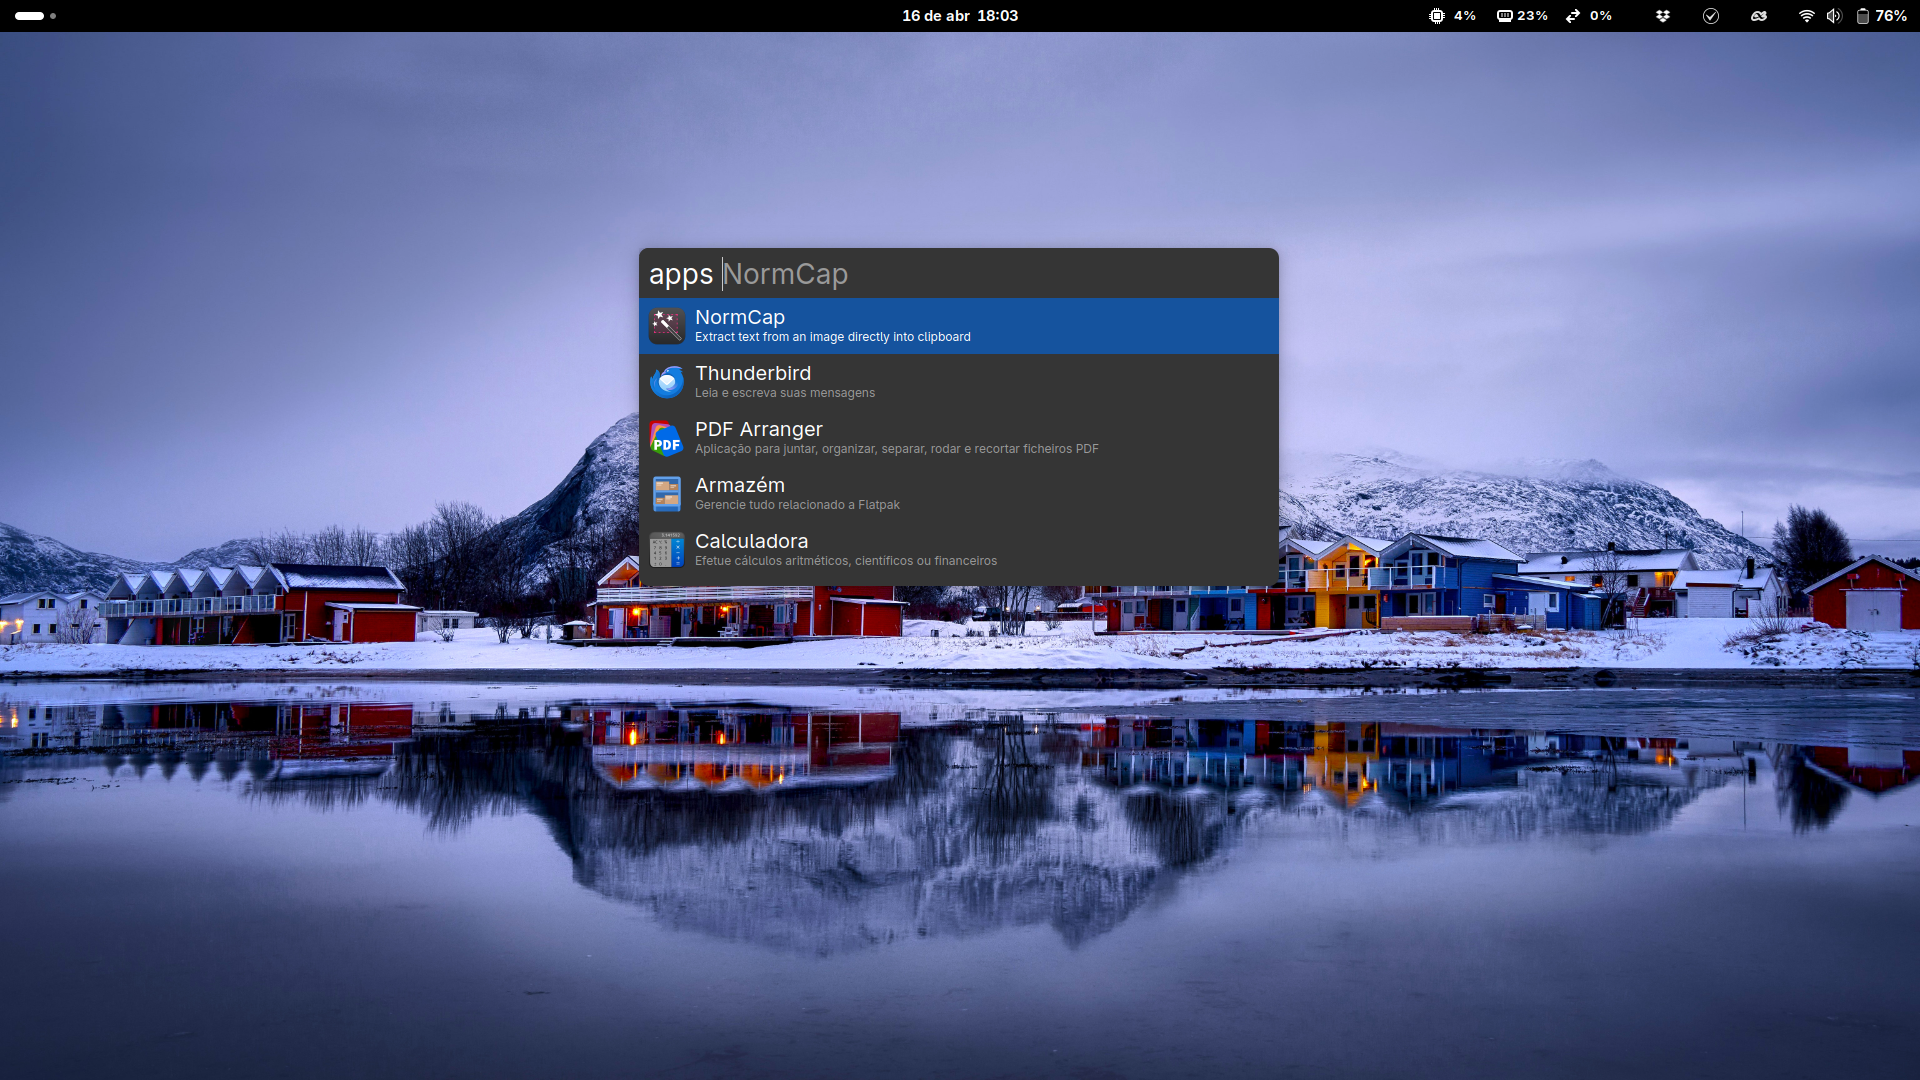 16 de abr 18:03
4% 23% 0% 76%
apps NormCap
NormCap
Extract text from an image directly into clipboard
Thunderbird
Leia e escreva suas mensagens
PDF
PDF Arranger
Aplicação para juntar, organizar, separar, rodar e recortar ficheiros PDF
Armazém
Gerencie tudo relacionado a Flatpak
Calculadora
Efetue cálculos aritméticos, científicos ou financeiros